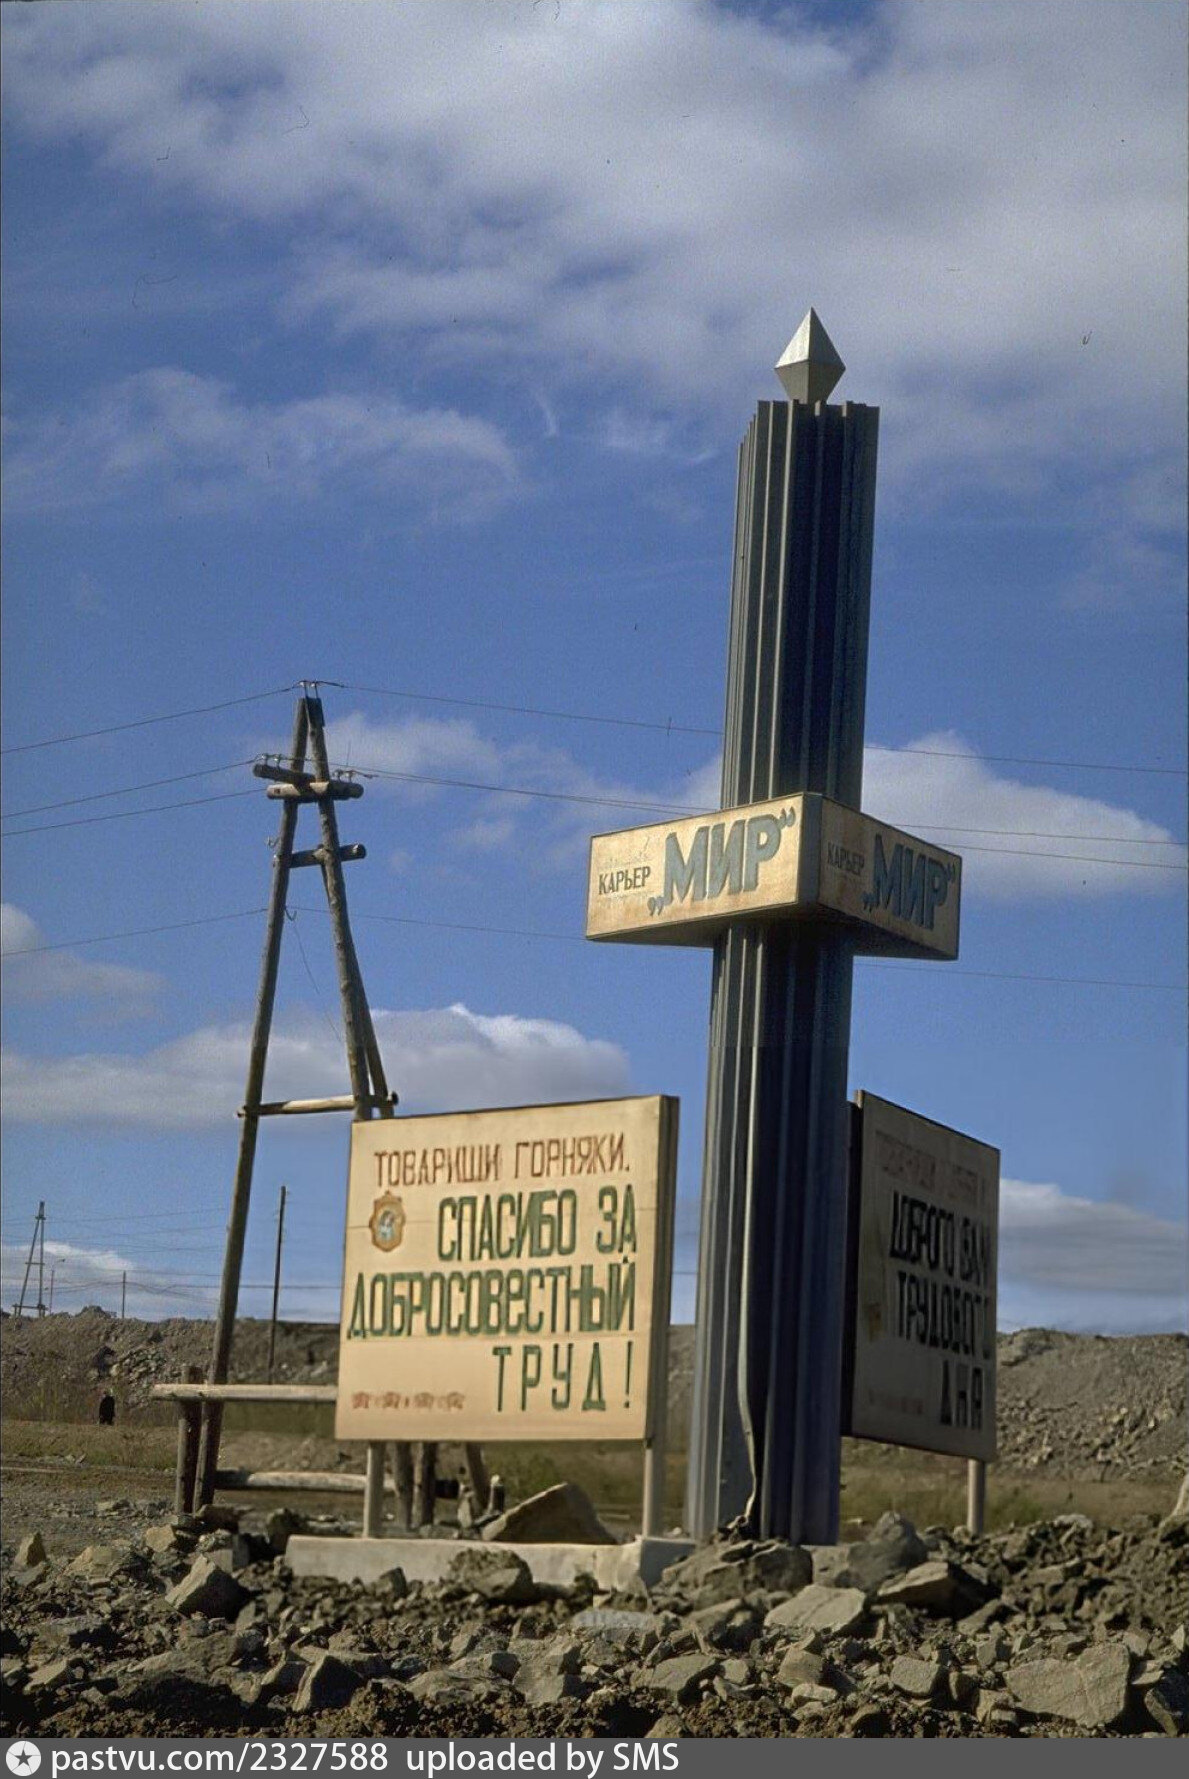 КАРЬЕР „МИР“
КАРЬЕР „МИР“
ТОВАРИЩИ ГОРНЯКИ.
СПАСИБО ЗА
ДОБРОСОВЕСТНЫЙ
ТРУД!
ДОБРОГО ВАМ
ТРУДОВОГО
ДНЯ
pastvu.com/2327588 uploaded by SMS